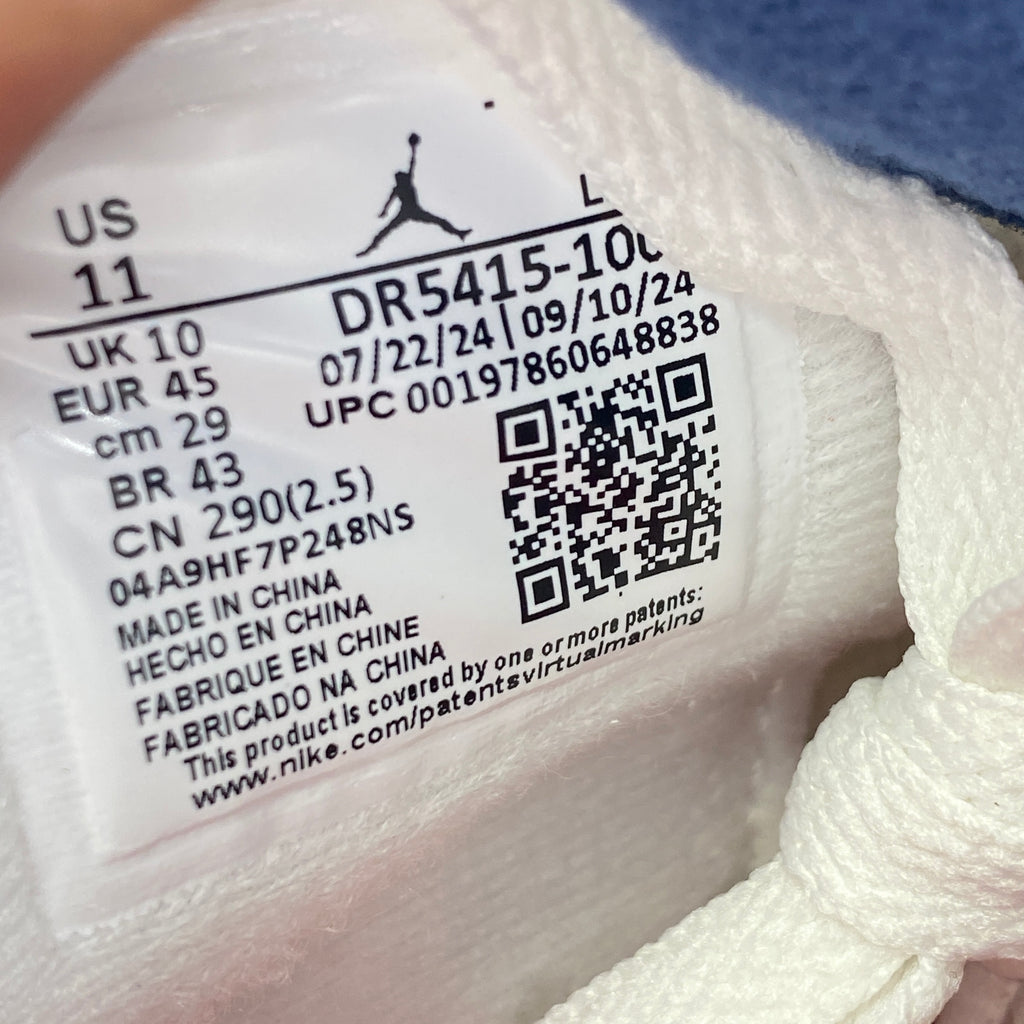 US
11
L
DR5415-10
07/22/24|09/10/24
UPC 00197860648838
UK 10
EUR 45
cm 29
BR 43
CN 290(2.5)
04A9HF7P248NS
MADE IN CHINA
HECHO EN CHINA
FABRIQUE EN CHINE
FABRICADO NA CHINA
This product is covered by one or more patents:
www.nike.com/patentsvirtualmarking